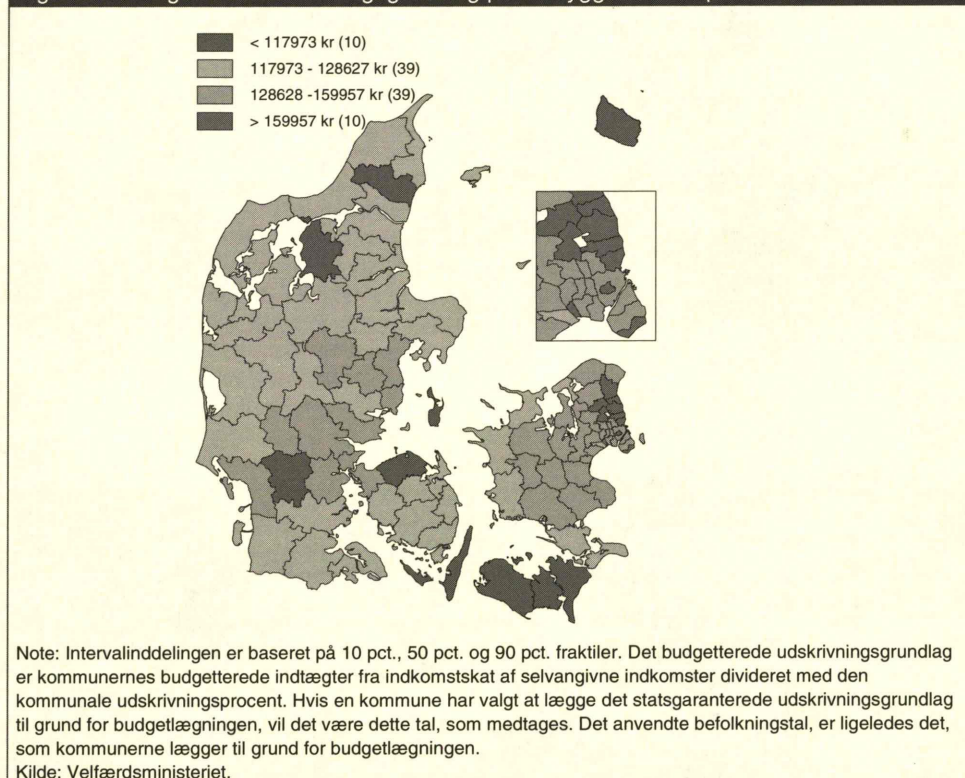 < 117973 kr (10)
117973 - 128627 kr (39)
128628 -159957 kr (39)
> 159957 kr (10)
Note: Intervalinddelingen er baseret på 10 pct., 50 pct. og 90 pct. fraktiler. Det budgetterede udskrivningsgrundlag
er kommunernes budgetterede indtægter fra indkomstskat af selvangivne indkomster divideret med den
kommunale udskrivningsprocent. Hvis en kommune har valgt at lægge det statsgaranterede udskrivningsgrundlag
til grund for budgetlægningen, vil det være dette tal, som medtages. Det anvendte befolkningstal, er ligeledes det,
som kommunerne lægger til grund for budgetlægningen.
Kilde: Velfærdsministeriet.